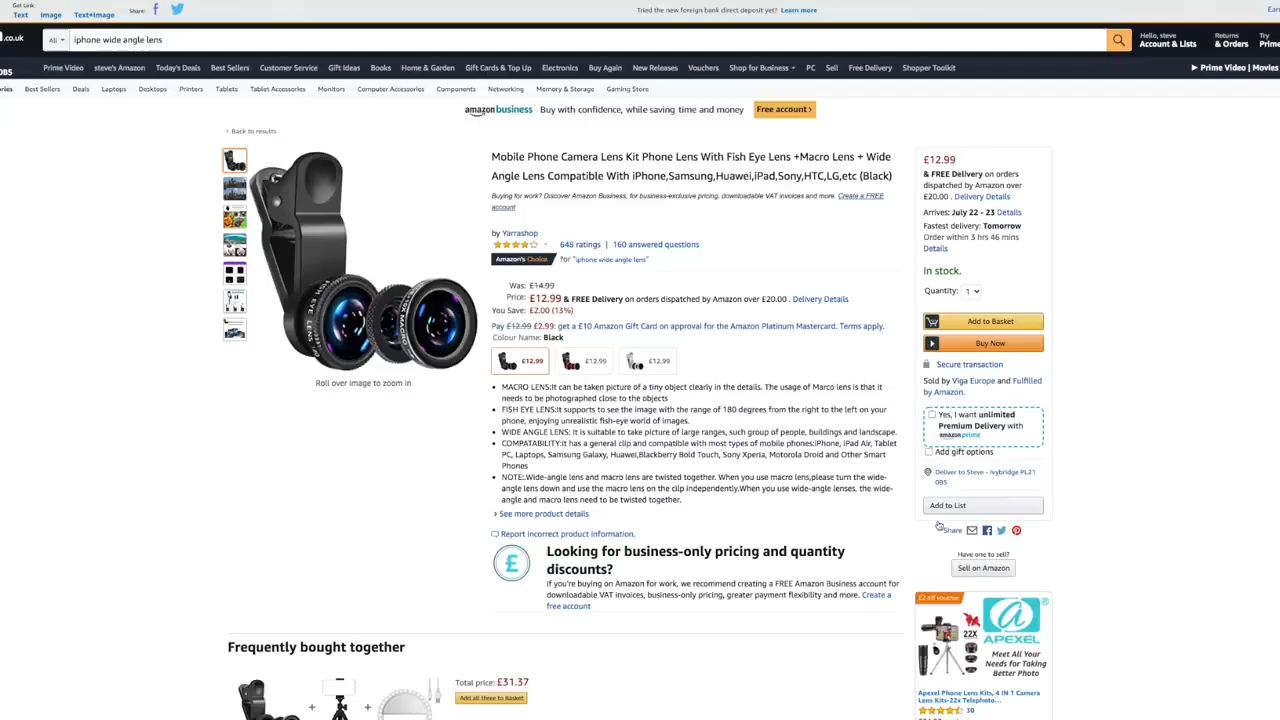 Get Link:
Text Image Text+Image
Share:
Tried the new foreign bank direct deposit yet? Learn more
.co.uk
All
iphone wide angle lens
Hello, steve
Account & Lists
Returns
& Orders
Try
Prime
Prime Video steve's Amazon Today's Deals Best Sellers Customer Service Gift Ideas Books Home & Garden Gift Cards & Top Up Electronics Buy Again New Releases Vouchers Shop for Business PC Sell Free Delivery Shopper Toolkit
Prime Video | Movies
Best Sellers Deals Laptops Desktops Printers Tablets Tablet Accessories Monitors Computer Accessories Components Networking Memory & Storage Gaming Store
amazon business Buy with confidence, while saving time and money Free account ›
‹ Back to results
Mobile Phone Camera Lens Kit Phone Lens With Fish Eye Lens +Macro Lens + Wide
Angle Lens Compatible With iPhone,Samsung,Huawei,iPad,Sony,HTC,LG,etc (Black)
Buying for work? Discover Amazon Business, for business-exclusive pricing, downloadable VAT invoices and more. Create a FREE
account
by Yarrashop
648 ratings | 160 answered questions
Amazon's Choice for "iphone wide angle lens"
Was: £14.99
Price: £12.99 & FREE Delivery on orders dispatched by Amazon over £20.00 . Delivery Details
You Save: £2.00 (13%)
Pay £12.99 £2.99: get a £10 Amazon Gift Card on approval for the Amazon Platinum Mastercard. Terms apply.
Colour Name: Black
£12.99 £12.99 £12.99
• MACRO LENS:It can be taken picture of a tiny object clearly in the details. The usage of Marco lens is that it
needs to be photographed close to the objects
• FISH EYE LENS:It supports to see the image with the range of 180 degrees from the right to the left on your
phone, enjoying unrealistic fish-eye world of images.
• WIDE ANGLE LENS: It is suitable to take picture of large ranges, such group of people, buildings and landscape.
• COMPATABILITY:it has a general clip and compatible with most types of mobile phones:iPhone, iPad Air, Tablet
PC, Laptops, Samsung Galaxy, Huawei,Blackberry Bold Touch, Sony Xperia, Motorola Droid and Other Smart
Phones
• NOTE:.Wide-angle lens and macro lens are twisted together. When you use macro lens,please turn the wide-
angle lens down and use the macro lens on the clip independently.When you use wide-angle lenses, the wide-
angle and macro lens need to be twisted together.
› See more product details
Report incorrect product information.
Roll over image to zoom in
Looking for business-only pricing and quantity
discounts?
If you're buying on Amazon for work, we recommend creating a FREE Amazon Business account for
downloadable VAT invoices, business-only pricing, greater payment flexibility and more. Create a
free account
Frequently bought together
Total price: £31.37
Add all three to Basket
£12.99
& FREE Delivery on orders
dispatched by Amazon over
£20.00 . Delivery Details
Arrives: July 22 - 23 Details
Fastest delivery: Tomorrow
Order within 3 hrs 46 mins
Details
In stock.
Quantity: 1
Add to Basket
Buy Now
Secure transaction
Sold by Viga Europe and Fulfilled
by Amazon.
Yes, I want unlimited
Premium Delivery with
amazon prime
Add gift options
Deliver to Steve - ivybridge PL21
0BS
Add to List
Share
Have one to sell?
Sell on Amazon
£2 off voucher
APEXEL
22X
Meet All Your
Needs for Taking
Better Photo
Apexel Phone Lens Kits, 4 IN 1 Camera
Lens Kits-22x Telephoto...
30